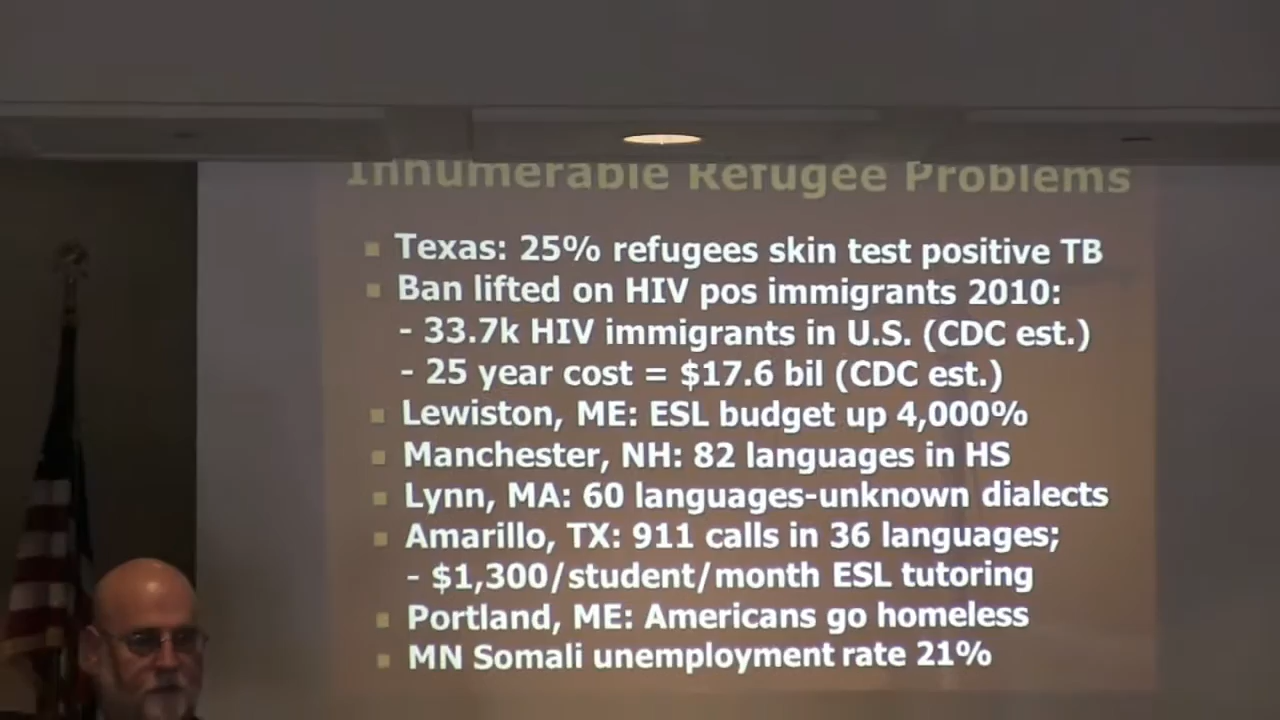 Innumerable Refugee Problems
Texas: 25% refugees skin test positive TB
Ban lifted on HIV pos immigrants 2010:
- 33.7k HIV immigrants in U.S. (CDC est.)
- 25 year cost = $17.6 bil (CDC est.)
Lewiston, ME: ESL budget up 4,000%
Manchester, NH: 82 languages in HS
Lynn, MA: 60 languages-unknown dialects
Amarillo, TX: 911 calls in 36 languages;
- $1,300/student/month ESL tutoring
Portland, ME: Americans go homeless
MN Somali unemployment rate 21%